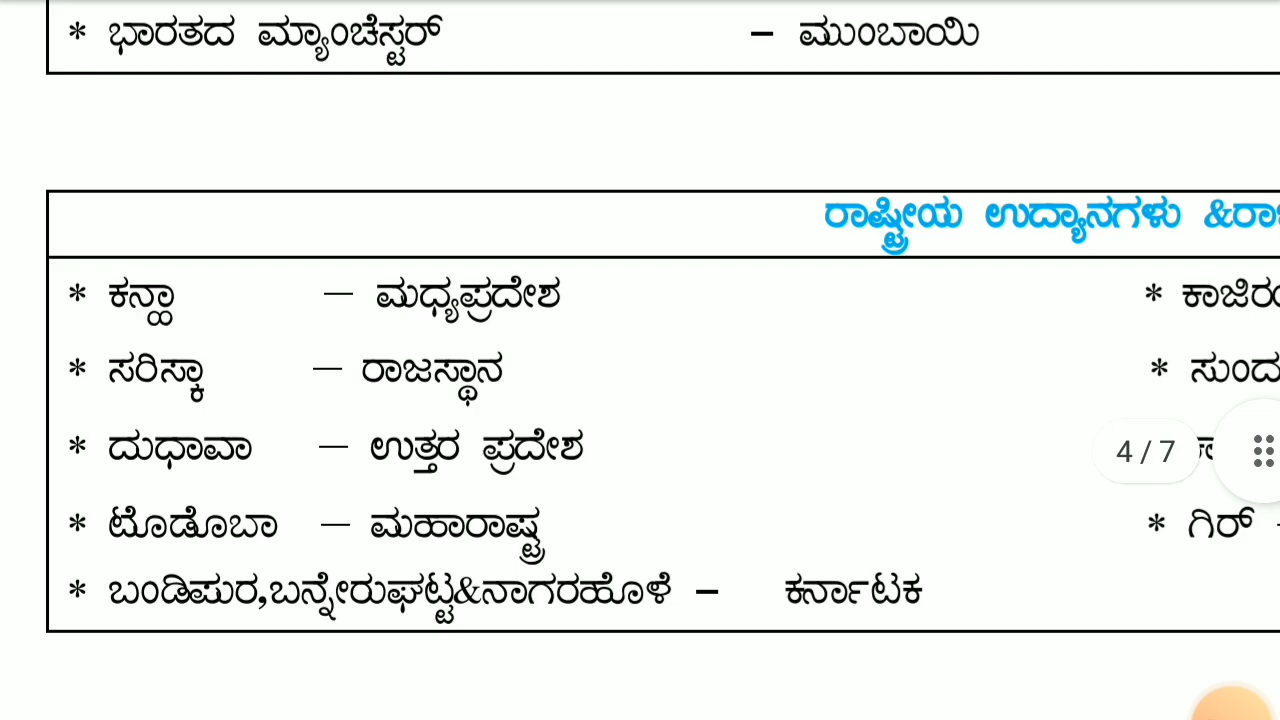 * ಭಾರತದ ಮ್ಯಾಂಚೆಸ್ಟರ್ – ಮುಂಬಾಯಿ
ರಾಷ್ಟ್ರೀಯ ಉದ್ಯಾನಗಳು &
* ಕನ್ಹಾ – ಮಧ್ಯಪ್ರದೇಶ *
* ಸರಿಸ್ಕಾ – ರಾಜಸ್ಥಾನ *
* ದುಧಾವಾ – ಉತ್ತರ ಪ್ರದೇಶ
4 / 7
* ಟೊಡೊಬಾ – ಮಹಾರಾಷ್ಟ್ರ * ಗಿರ್ -
* ಬಂಡಿಪುರ,ಬನ್ನೇರುಘಟ್ಟ&ನಾಗರಹೊಳೆ – ಕರ್ನಾಟಕ